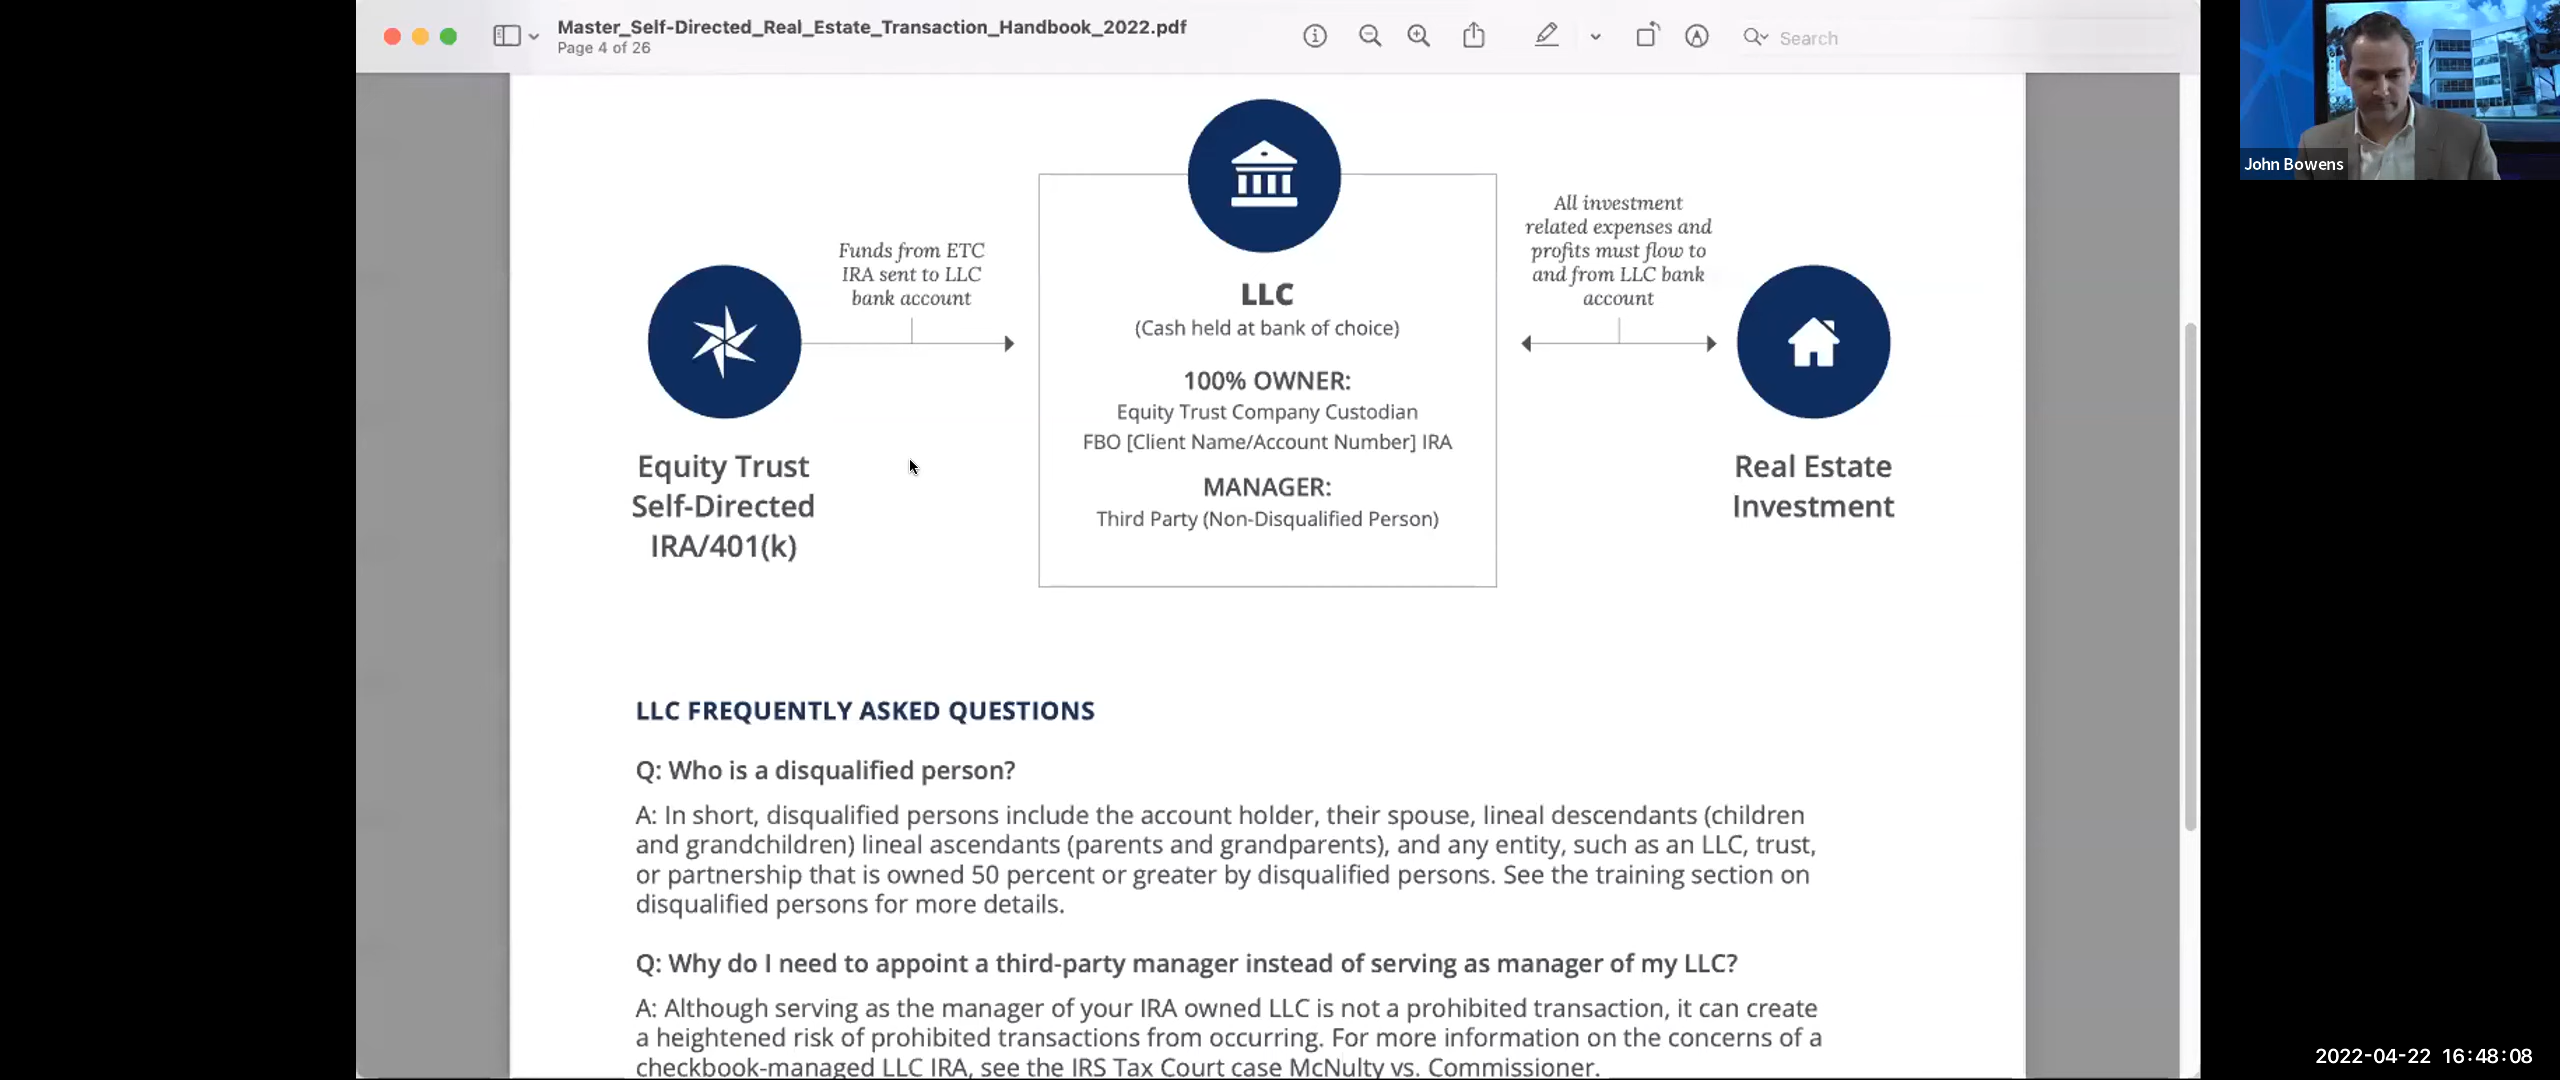 Master_Self-Directed_Real_Estate_Transaction_Handbook_2022.pdf
Page 4 of 26
Search
John Bowens
Funds from ETC
IRA sent to LLC
bank account
All investment
related expenses and
profits must flow to
and from LLC bank
account
LLC
(Cash held at bank of choice)
100% OWNER:
Equity Trust Company Custodian
FBO [Client Name/Account Number] IRA
MANAGER:
Third Party (Non-Disqualified Person)
Equity Trust
Self-Directed
IRA/401(k)
Real Estate
Investment
LLC FREQUENTLY ASKED QUESTIONS
Q: Who is a disqualified person?
A: In short, disqualified persons include the account holder, their spouse, lineal descendants (children
and grandchildren) lineal ascendants (parents and grandparents), and any entity, such as an LLC, trust,
or partnership that is owned 50 percent or greater by disqualified persons. See the training section on
disqualified persons for more details.
Q: Why do I need to appoint a third-party manager instead of serving as manager of my LLC?
A: Although serving as the manager of your IRA owned LLC is not a prohibited transaction, it can create
a heightened risk of prohibited transactions from occurring. For more information on the concerns of a
checkbook-managed LLC IRA, see the IRS Tax Court case McNulty vs. Commissioner.
2022-04-22 16:48:08